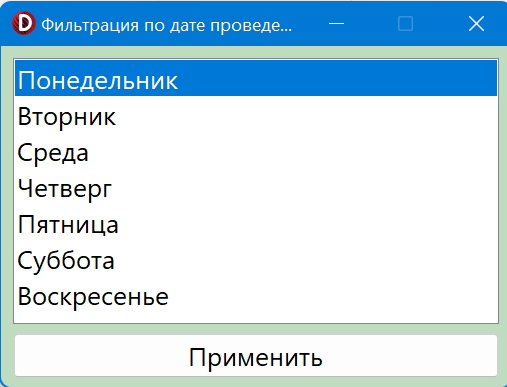 Фильтрация по дате проведе...
Понедельник
Вторник
Среда
Четверг
Пятница
Суббота
Воскресенье
Применить